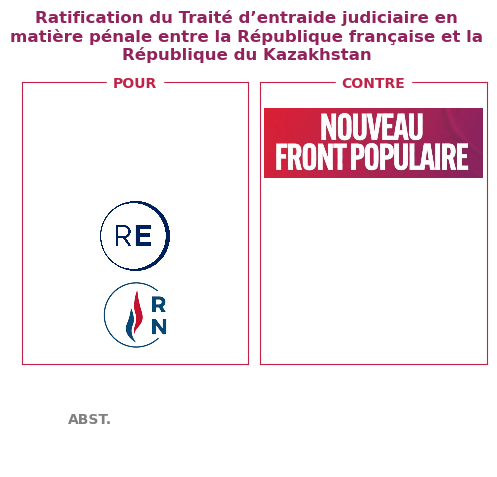 Ratification du Traité d’entraide judiciaire en
matière pénale entre la République française et la
République du Kazakhstan
POUR
CONTRE
NOUVEAU
FRONT POPULAIRE
RE
R
N
ABST.